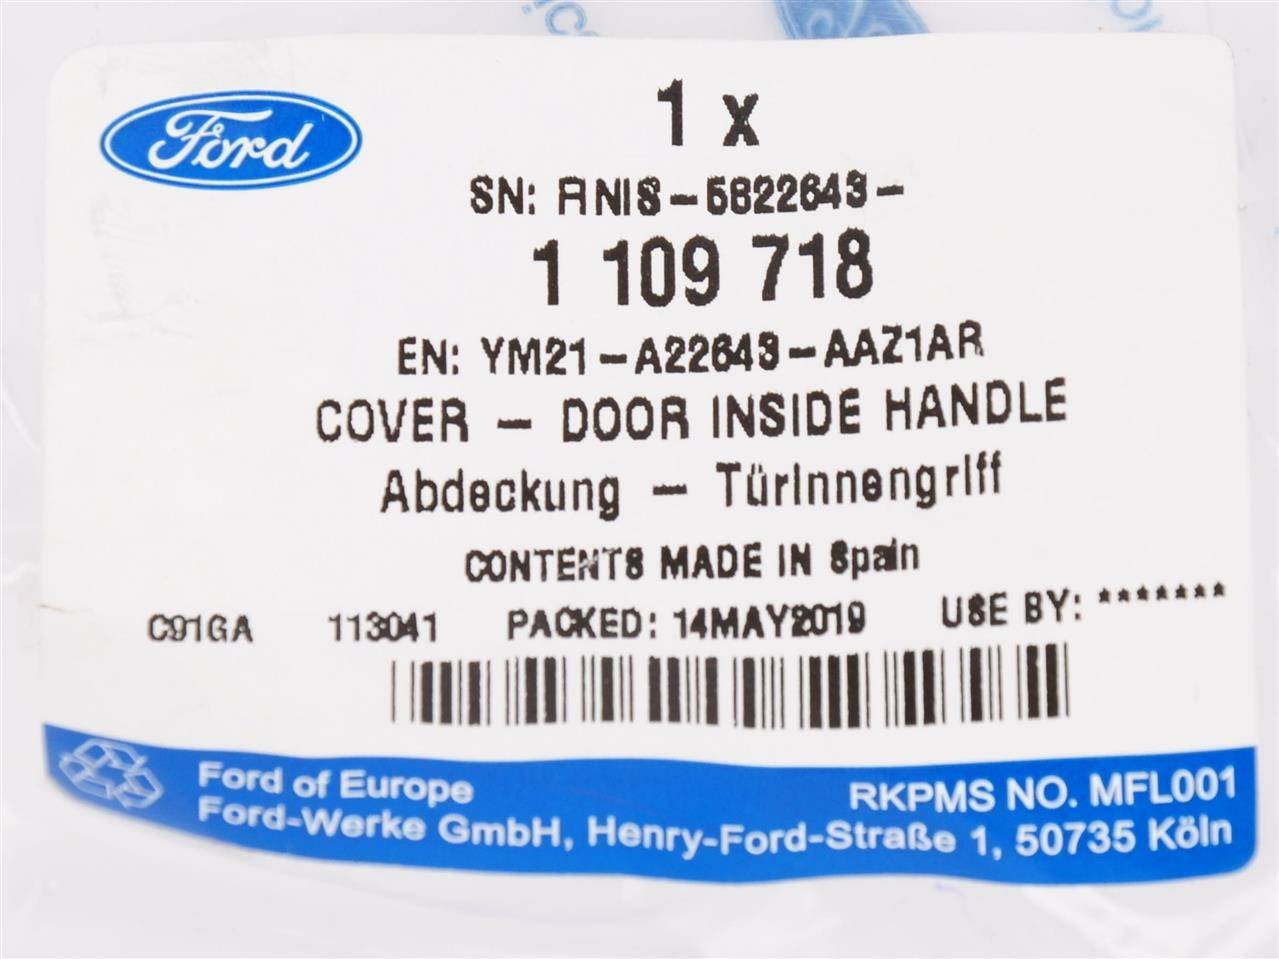 Ford
1 x
SN: RNIS-5822643-
1 109 718
EN: YM21-A22643-AAZ1AR
COVER - DOOR INSIDE HANDLE
Abdeckung - Türinnengriff
CONTENTS MADE IN Spain
C91GA 113041 PACKED: 14MAY2019 USE BY: *******
Ford of Europe RKPMS NO. MFL001
Ford-Werke GmbH, Henry-Ford-Straße 1, 50735 Köln